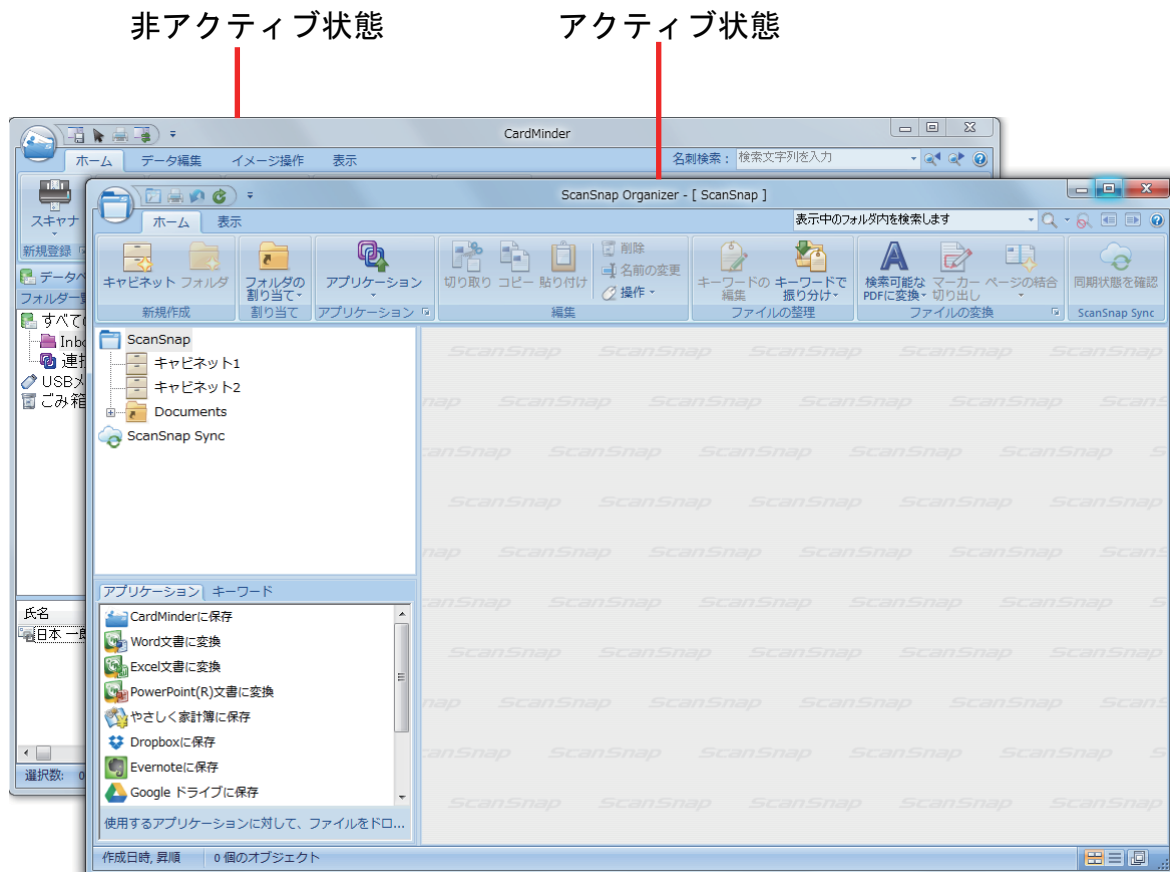 非アクティブ状態 アクティブ状態
CardMinder
ホーム データ編集 イメージ操作 表示 名刺検索： 検索文字列を入力
スキャナ
新規登録
フォルダー
すべて
USB
ごみ箱
氏名
日本 一
選択数: 0
ScanSnap Organizer - [ ScanSnap ]
ホーム 表示 表示中のフォルダ内を検索します
キャビネット フォルダ フォルダの割り当て アプリケーション 切り取り コピー 貼り付け 削除 名前の変更 操作 キーワードの編集 キーワードで振り分け 検索可能なPDFに変換 マーカー切り出し ページの結合 同期状態を確認
新規作成 割り当て アプリケーション 編集 ファイルの整理 ファイルの変換 ScanSnap Sync
ScanSnap
キャビネット1
キャビネット2
Documents
ScanSnap Sync
アプリケーション キーワード
CardMinderに保存
Word文書に変換
Excel文書に変換
PowerPoint(R)文書に変換
やさしく家計簿に保存
Dropboxに保存
Evernoteに保存
Google ドライブに保存
使用するアプリケーションに対して、ファイルをドロ...
ScanSnap ScanSnap ScanSnap ScanSnap ScanSnap
作成日時, 昇順 0 個のオブジェクト